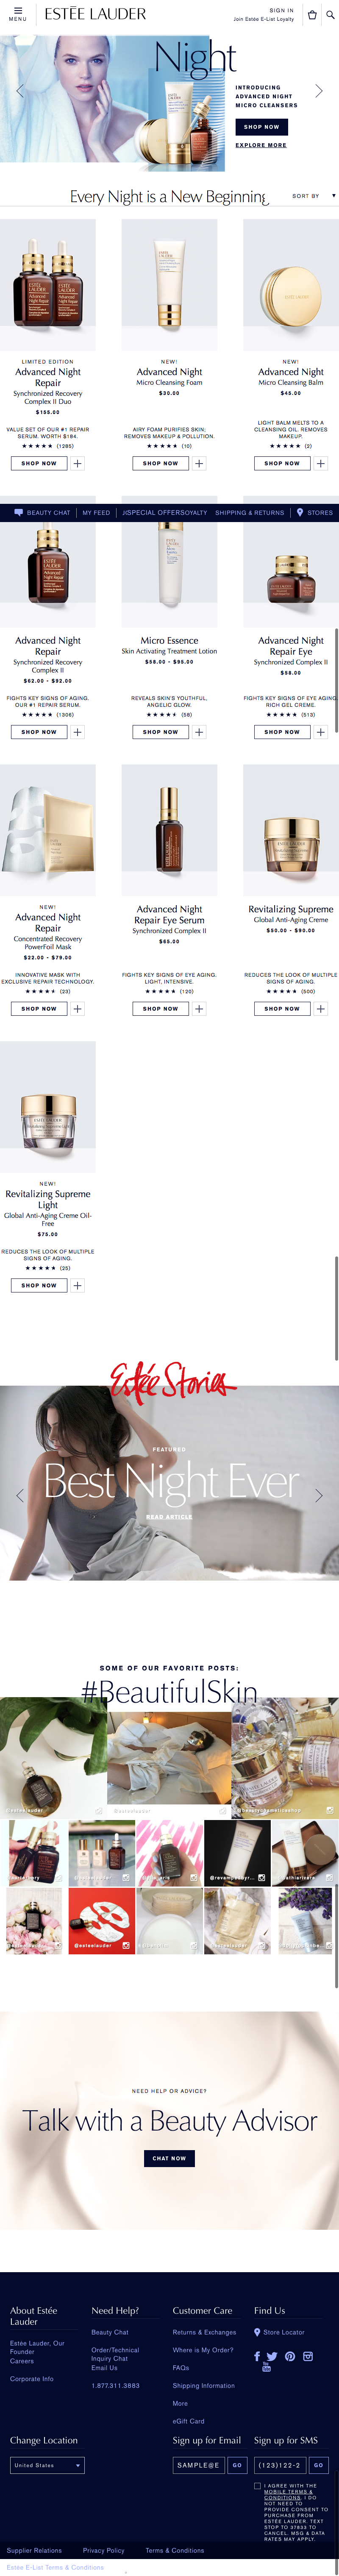 MENU
ESTĒE LAUDER
SIGN IN
Join Estée E-List Loyalty
Night
INTRODUCING
ADVANCED NIGHT
MICRO CLEANSERS
SHOP NOW
EXPLORE MORE
Every Night is a New Beginning
SORT BY
LIMITED EDITION
Advanced Night
Repair
Synchronized Recovery
Complex II Duo
$155.00
VALUE SET OF OUR #1 REPAIR
SERUM. WORTH $184.
(1285)
SHOP NOW
NEW!
Advanced Night
Micro Cleansing Foam
$30.00
AIRY FOAM PURIFIES SKIN;
REMOVES MAKEUP & POLLUTION.
(10)
SHOP NOW
NEW!
Advanced Night
Micro Cleansing Balm
$45.00
LIGHT BALM MELTS TO A
CLEANSING OIL. REMOVES
MAKEUP.
(2)
SHOP NOW
BEAUTY CHAT
MY FEED
SPECIAL OFFERS
SHIPPING & RETURNS
STORES
Advanced Night
Repair
Synchronized Recovery
Complex II
$62.00 - $92.00
FIGHTS KEY SIGNS OF AGING.
OUR #1 REPAIR SERUM.
(1306)
SHOP NOW
Micro Essence
Skin Activating Treatment Lotion
$58.00 - $95.00
REVEALS SKIN'S YOUTHFUL,
ANGELIC GLOW.
(58)
SHOP NOW
Advanced Night
Repair Eye
Synchronized Complex II
$58.00
FIGHTS KEY SIGNS OF EYE AGING.
RICH GEL CREME.
(513)
SHOP NOW
NEW!
Advanced Night
Repair
Concentrated Recovery
PowerFoil Mask
$22.00 - $79.00
INNOVATIVE MASK WITH
EXCLUSIVE REPAIR TECHNOLOGY.
(23)
SHOP NOW
Advanced Night
Repair Eye Serum
Synchronized Complex II
$65.00
FIGHTS KEY SIGNS OF EYE AGING.
LIGHT, INTENSIVE.
(120)
SHOP NOW
Revitalizing Supreme
Global Anti-Aging Creme
$50.00 - $90.00
REDUCES THE LOOK OF MULTIPLE
SIGNS OF AGING.
(500)
SHOP NOW
NEW!
Revitalizing Supreme
Light
Global Anti-Aging Creme Oil-
Free
$75.00
REDUCES THE LOOK OF MULTIPLE
SIGNS OF AGING.
(25)
SHOP NOW
Estée Stories
FEATURED
Best Night Ever
READ ARTICLE
SOME OF OUR FAVORITE POSTS:
#BeautifulSkin
@esteelauder
@esteelauder
@esteelauder
Need HELP OR ADVICE?
Talk with a Beauty Advisor
CHAT NOW
About Estée
Lauder
Estée Lauder, Our
Founder
Careers
Corporate Info
Need Help?
Beauty Chat
Order/Technical
Inquiry Chat
Email Us
1.877.311.3883
Customer Care
Returns & Exchanges
Where is My Order?
FAQs
Shipping Information
More
eGift Card
Find Us
Store Locator
You
Tube
Change Location
United States
Sign up for Email
SAMPLE@E
GO
Sign up for SMS
(123)122-2
GO
I AGREE WITH THE
MOBILE TERMS &
CONDITIONS. I DO
NOT NEED TO
PROVIDE CONSENT TO
PURCHASE FROM
ESTÉE LAUDER. TEXT
STOP TO 37833 TO
CANCEL. MSG & DATA
RATES MAY APPLY.
Supplier Relations
Privacy Policy
Terms & Conditions
Estee E-List Terms & Conditions